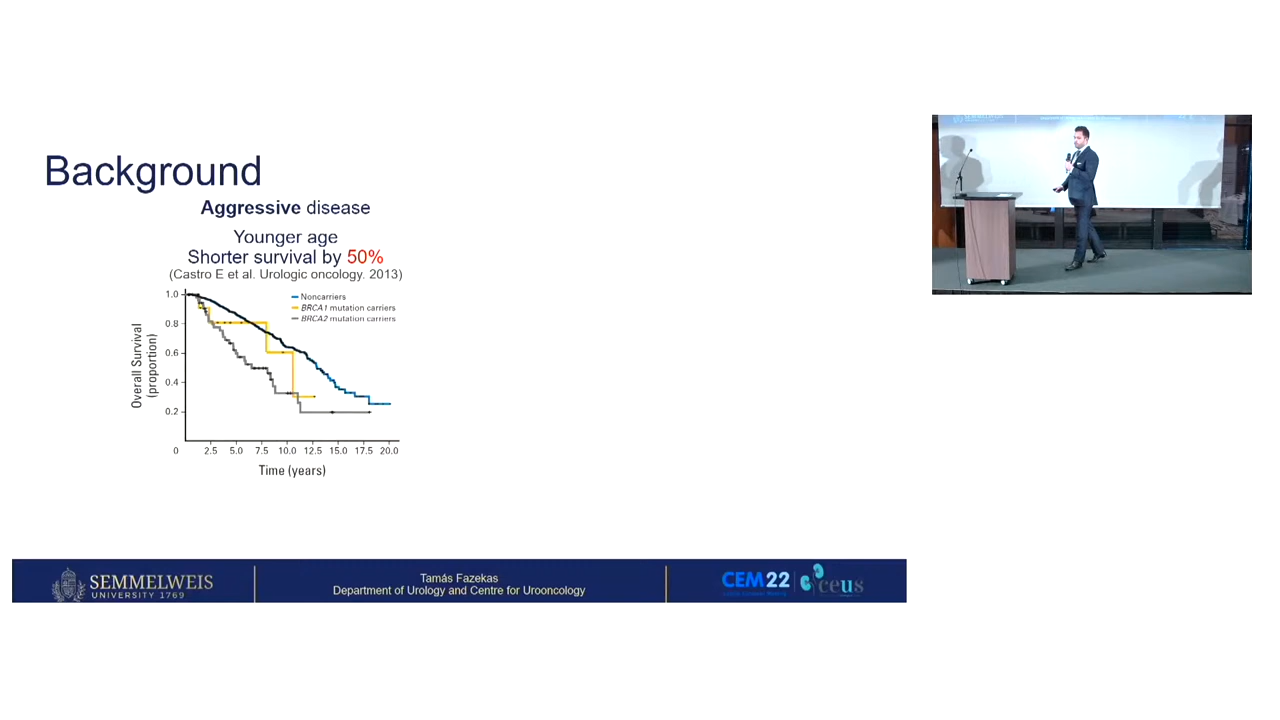 Background
Aggressive disease
Younger age
Shorter survival by 50%
(Castro E et al. Urologic oncology. 2013)
Noncarriers
BRCA1 mutation carriers
BRCA2 mutation carriers
Overall Survival
(proportion)
1.0
0.8
0.6
0.4
0.2
0 2.5 5.0 7.5 10.0 12.5 15.0 17.5 20.0
Time (years)
SEMMELWEIS
UNIVERSITY 1769
Tamás Fazekas
Department of Urology and Centre for Urooncology
CEM22
ceus